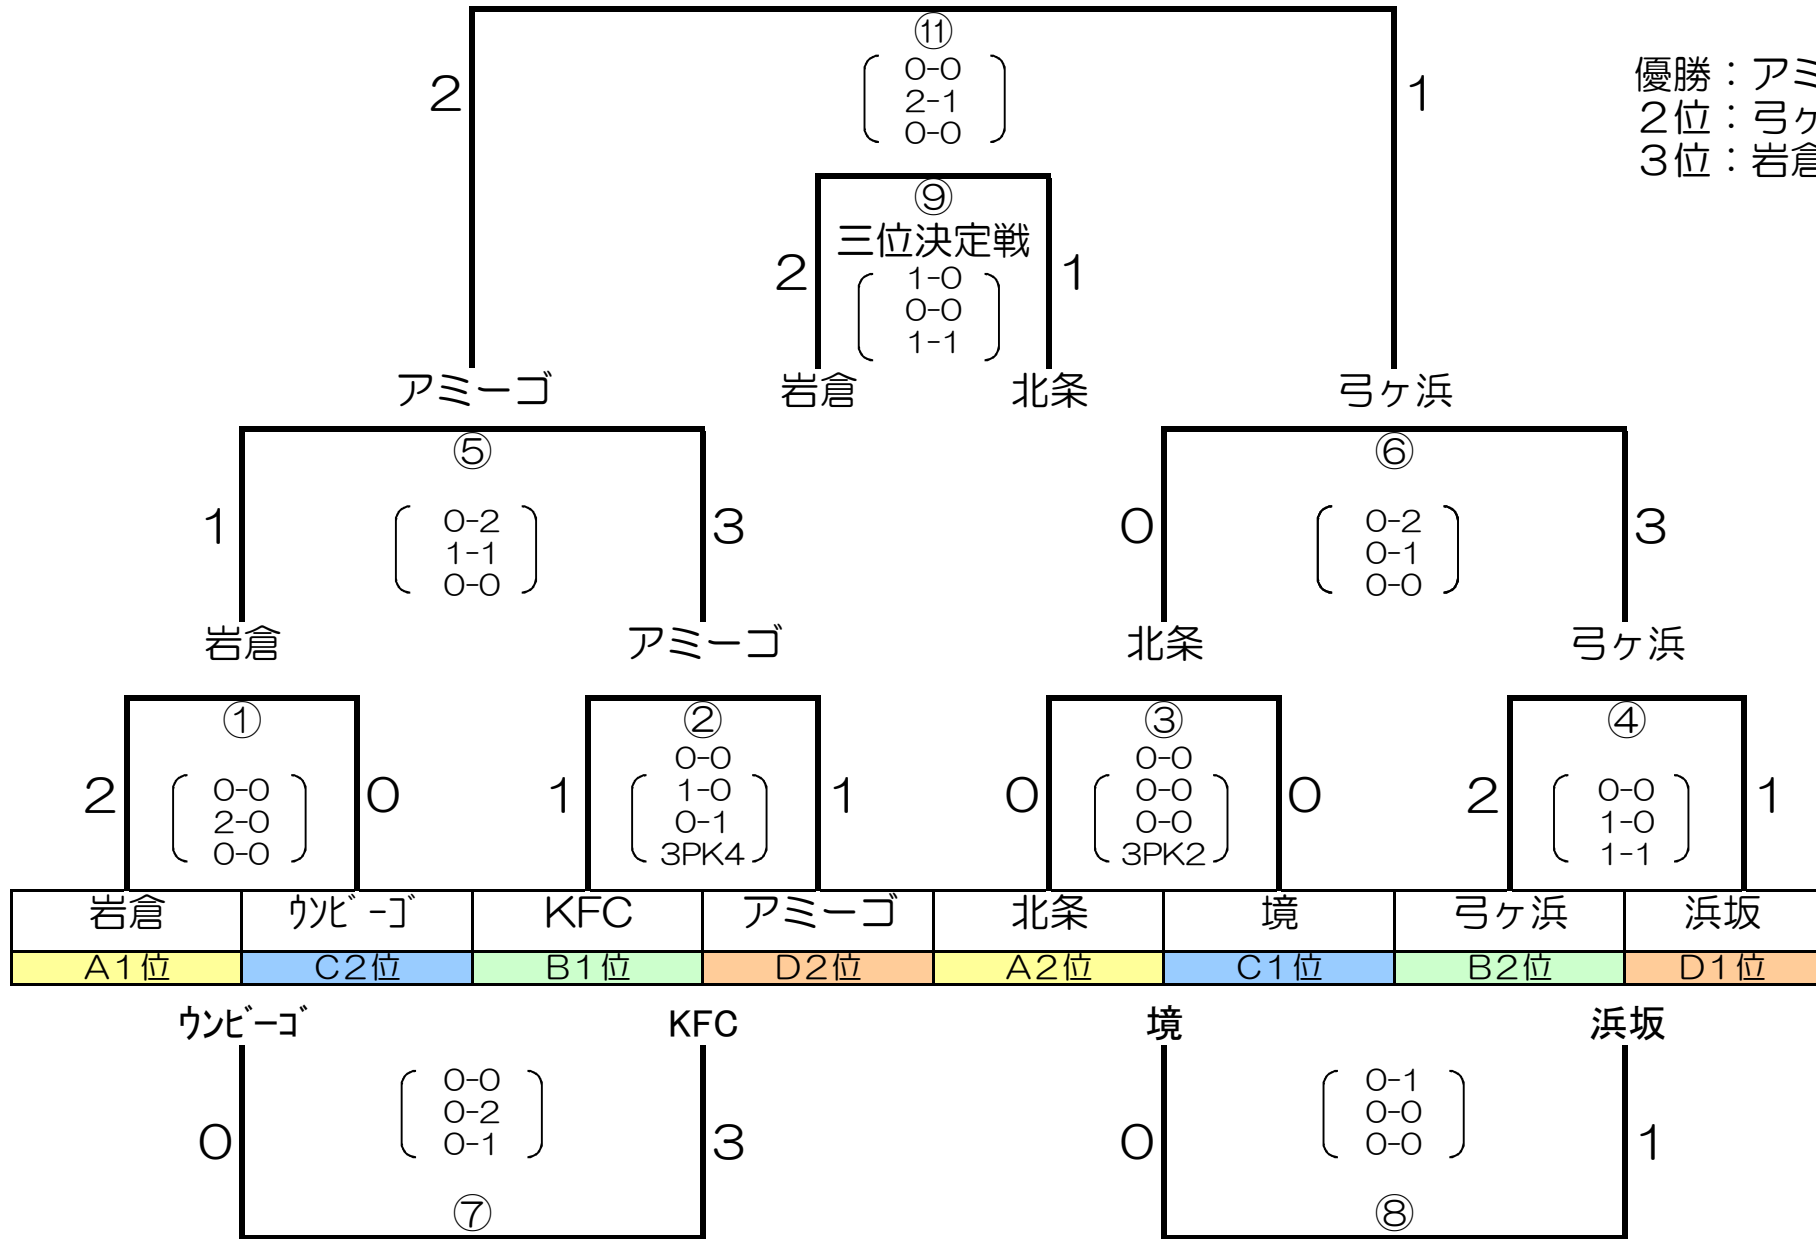 ⑪
0-0
2 2-1 1
0-0
優勝：アミ
２位：弓ヶ
３位：岩倉
⑨
三位決定戦
2 1-0 1
0-0
1-1
アミーゴ 岩倉 北条 弓ヶ浜
⑤ ⑥
1 0-2 3 0 0-2 3
1-1 0-1
0-0 0-0
岩倉 アミーゴ 北条 弓ヶ浜
① ② ③ ④
0-0 0-0
2 0-0 0 1 1-0 1 0 0-0 0 2 0-0 1
2-0 0-1 0-0 1-0
0-0 3PK4 3PK2 1-1
岩倉 ｳﾝﾋﾞｰｺﾞ KFC アミーゴ 北条 境 弓ヶ浜 浜坂
A1位 C2位 B1位 D2位 A2位 C1位 B2位 D1位
ｳﾝﾋﾞｰｺﾞ KFC 境 浜坂
0-0 0-1
0-2 0-0
0 0-1 3 0 0-0 1
⑦ ⑧